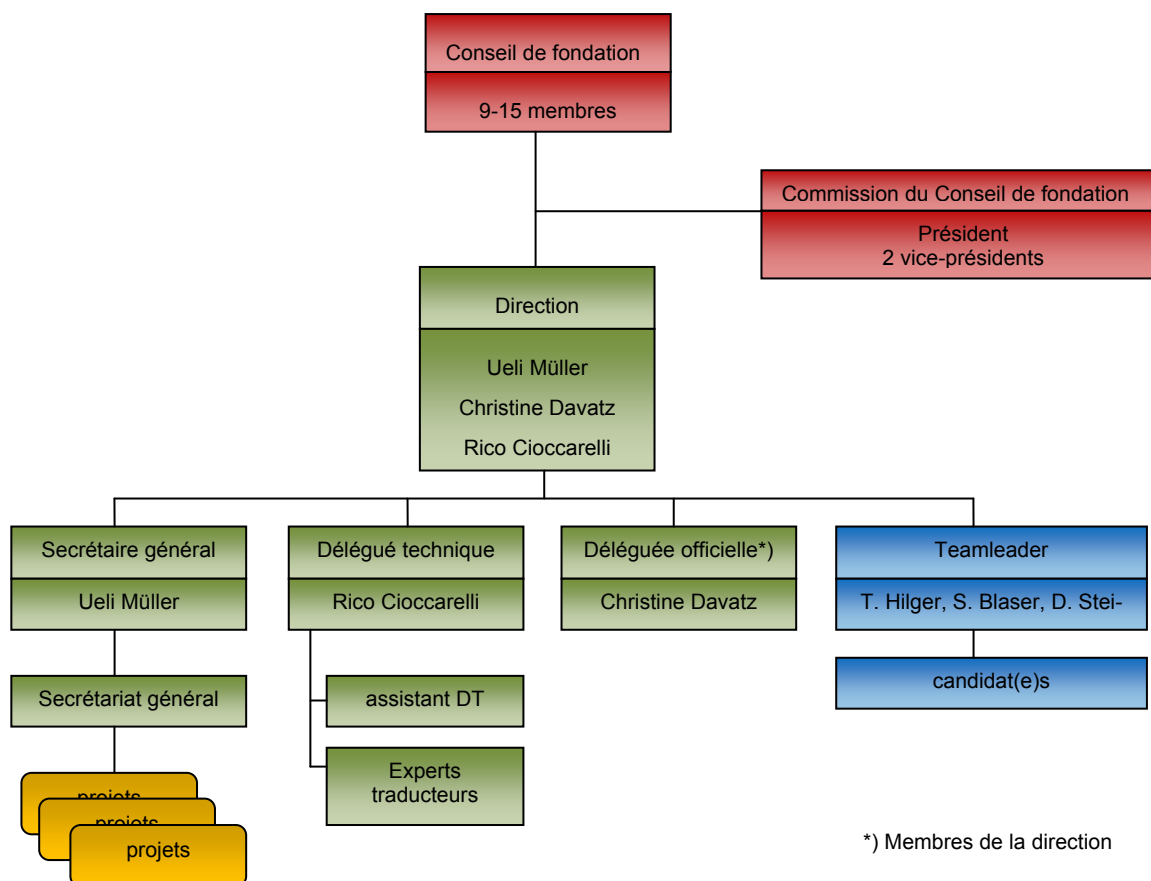 Conseil de fondation
9-15 membres
Commission du Conseil de fondation
Président
2 vice-présidents
Direction
Ueli Müller
Christine Davatz
Rico Cioccarelli
Secrétaire général
Ueli Müller
Délégué technique
Rico Cioccarelli
Déléguée officielle*)
Christine Davatz
Teamleader
T. Hilger, S. Blaser, D. Stei-
Secrétariat général
assistant DT
candidat(e)s
Experts
traducteurs
projets
projets
projets
*) Membres de la direction